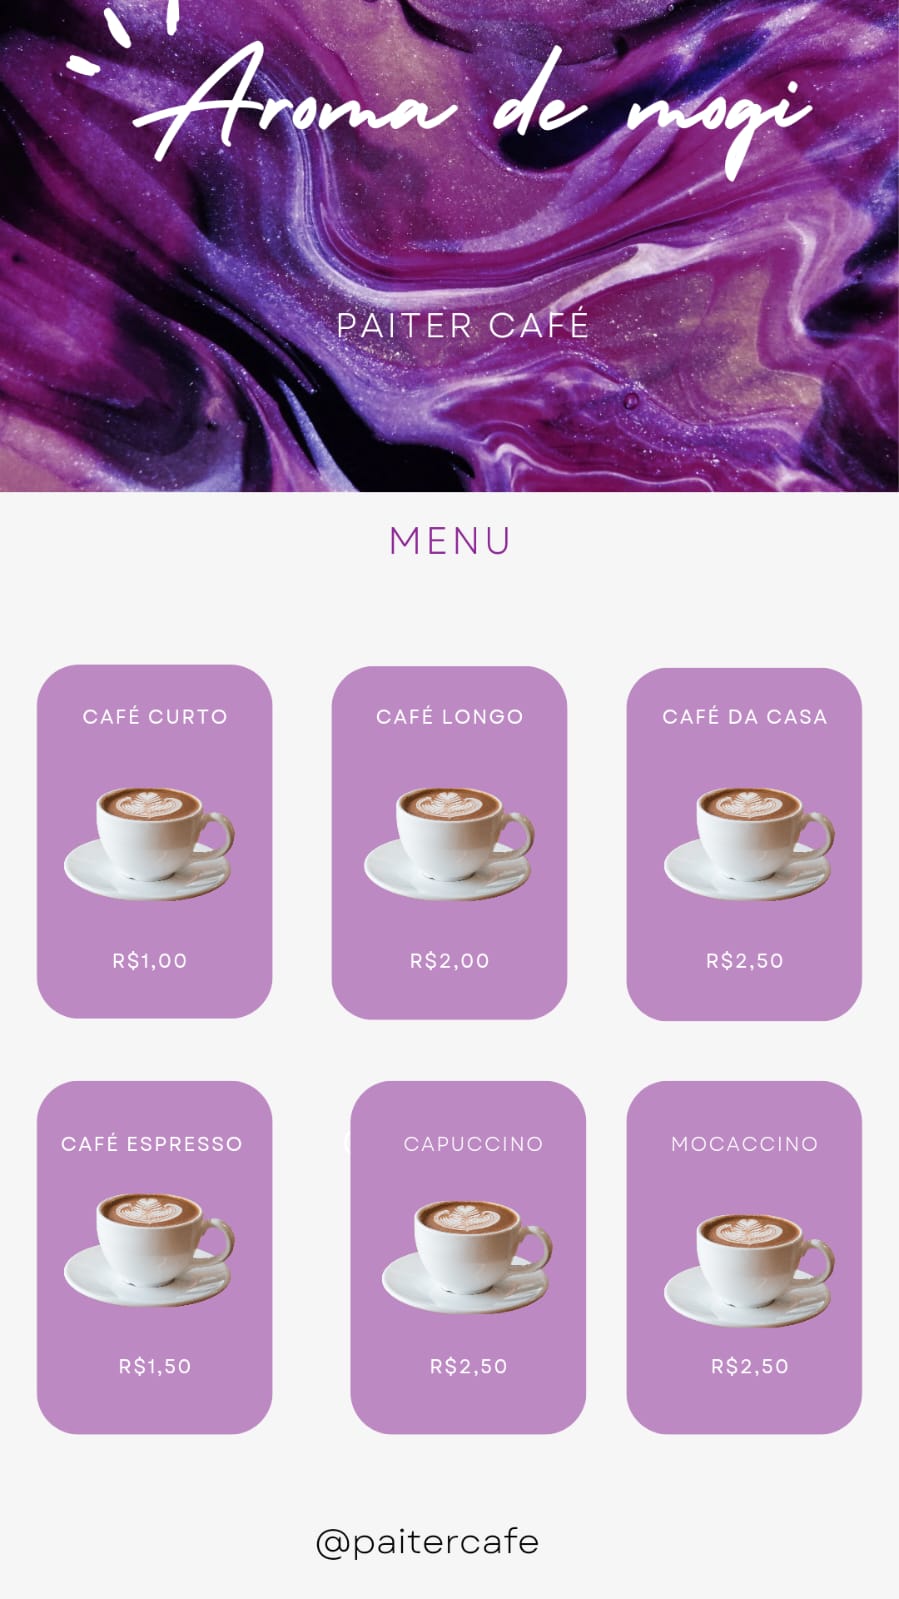 Aroma de mogi
PAITER CAFÉ
MENU
CAFÉ CURTO
R$1,00
CAFÉ LONGO
R$2,00
CAFÉ DA CASA
R$2,50
CAFÉ ESPRESSO
R$1,50
CAPUCCINO
R$2,50
MOCACCINO
R$2,50
@paitercafe